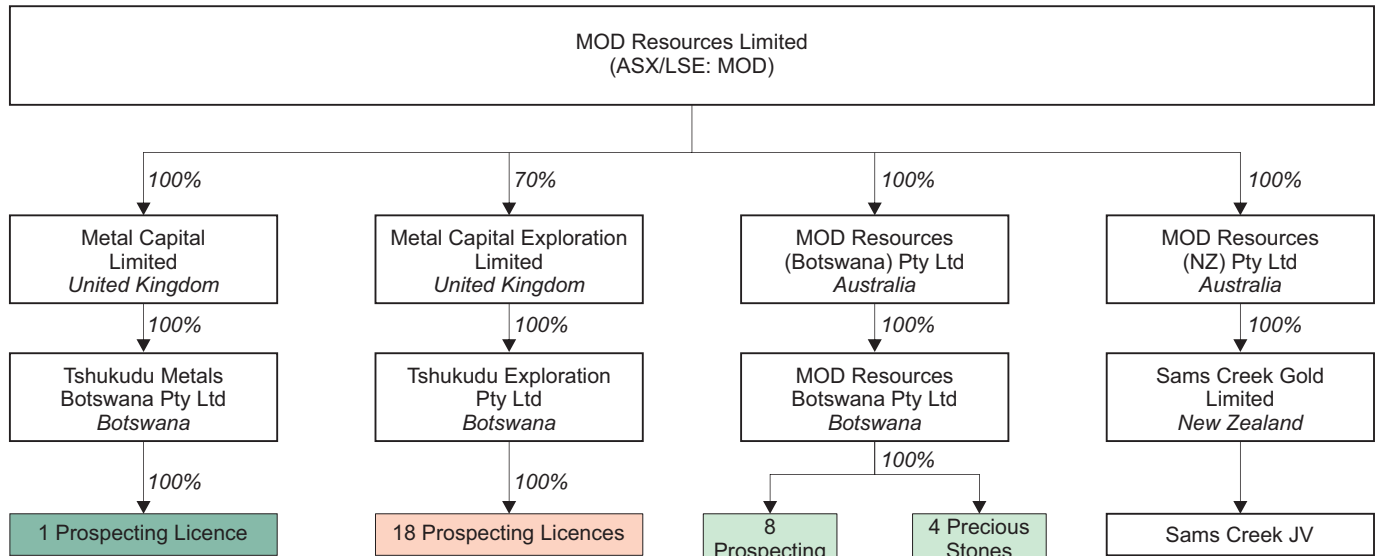 MOD Resources Limited
(ASX/LSE: MOD)
100%
70%
100%
100%
Metal Capital
Limited
United Kingdom
Metal Capital Exploration
Limited
United Kingdom
MOD Resources
(Botswana) Pty Ltd
Australia
MOD Resources
(NZ) Pty Ltd
Australia
100%
100%
100%
100%
Tshukudu Metals
Botswana Pty Ltd
Botswana
Tshukudu Exploration
Pty Ltd
Botswana
MOD Resources
Botswana Pty Ltd
Botswana
Sams Creek Gold
Limited
New Zealand
100%
100%
100%
1 Prospecting Licence
18 Prospecting Licences
8
Prospecting
4 Precious
Stones
Sams Creek JV